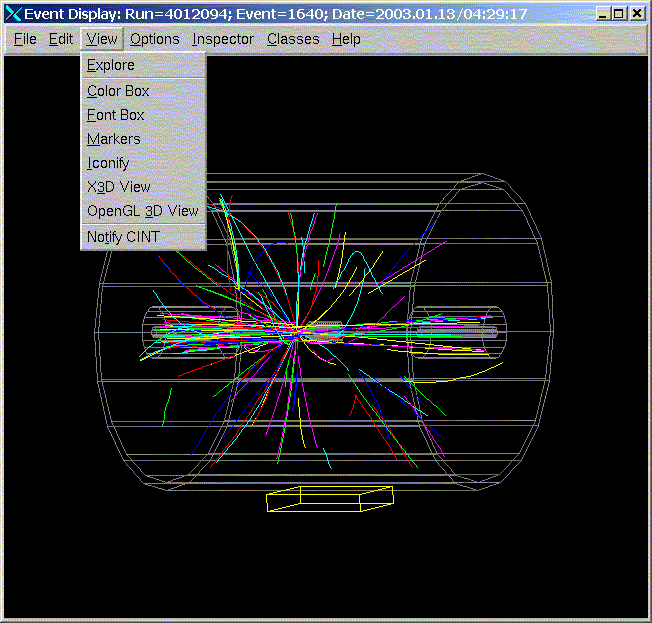 Event Display: Run=4012094; Event=1640; Date=2003.01.13/04:29:17
File Edit View Options Inspector Classes Help
Explore
Color Box
Font Box
Markers
Iconify
X3D View
OpenGL 3D View
Notify CINT